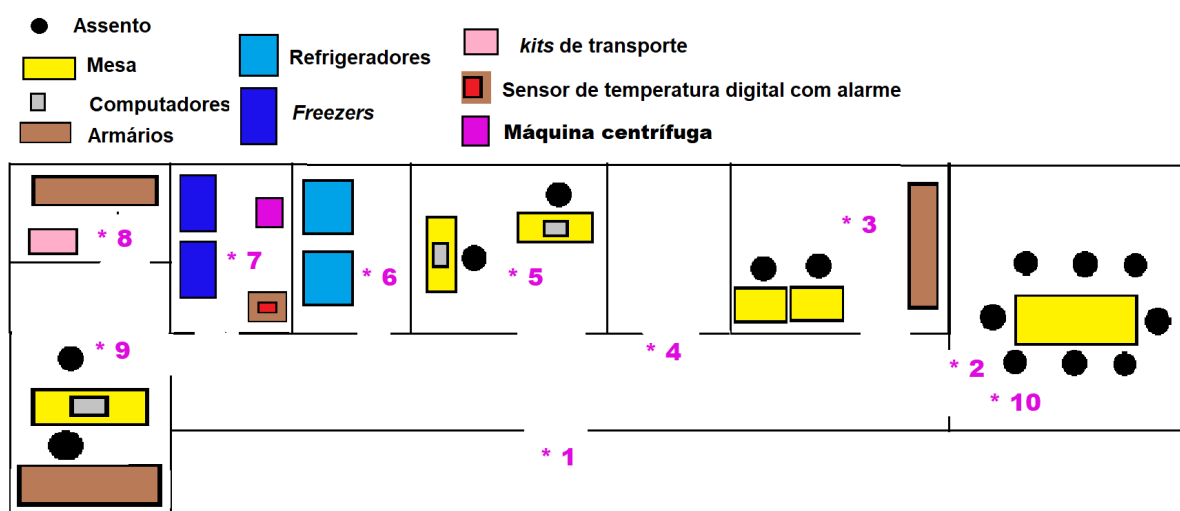 Assento
Mesa
Computadores
Armários
Refrigeradores
Freezers
kits de transporte
Sensor de temperatura digital com alarme
Máquina centrífuga
* 8
* 7
* 6
* 5
* 3
* 9
* 4
* 2
* 10
* 1